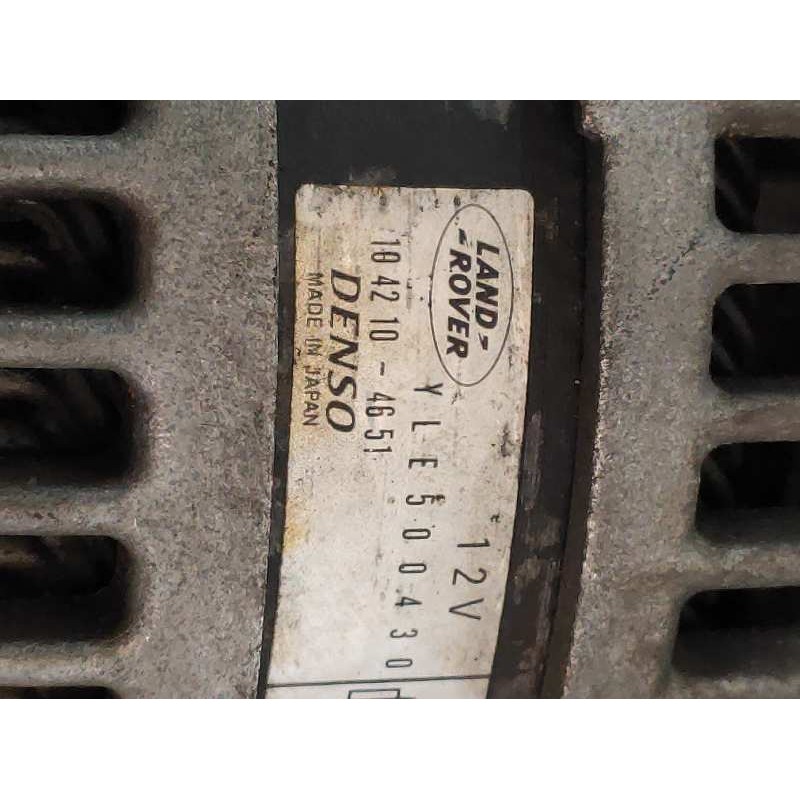 LAND-
-ROVER
YLE500430 12V
104210-4651
DENSO
MADE IN JAPAN